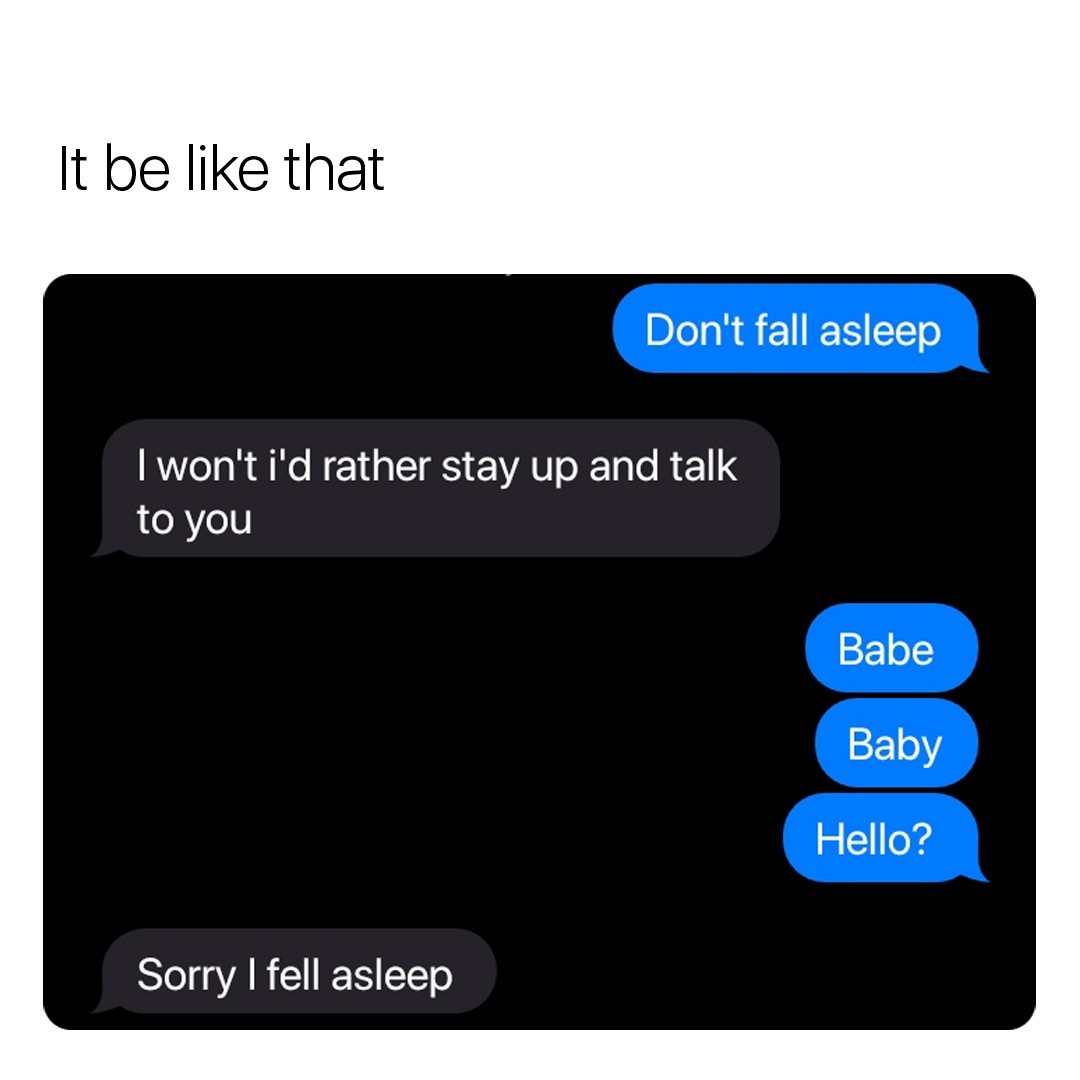 It be like that
Don't fall asleep
I won't i'd rather stay up and talk
to you
Babe
Baby
Hello?
Sorry I fell asleep